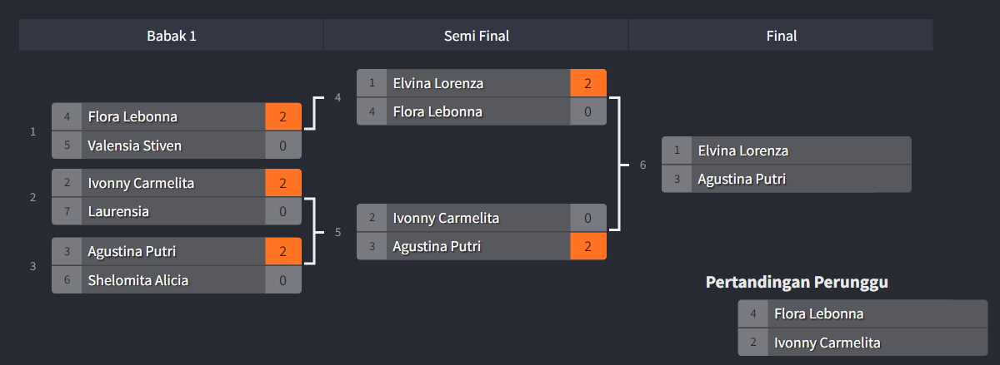 Babak 1 Semi Final Final
1
4 Flora Lebonna 2
5 Valensia Stiven 0
2
2 Ivonny Carmelita 2
7 Laurensia 0
3
3 Agustina Putri 2
6 Shelomita Alicia 0
4
1 Elvina Lorenza 2
4 Flora Lebonna 0
5
2 Ivonny Carmelita 0
3 Agustina Putri 2
6
1 Elvina Lorenza
3 Agustina Putri
Pertandingan Perunggu
4 Flora Lebonna
2 Ivonny Carmelita